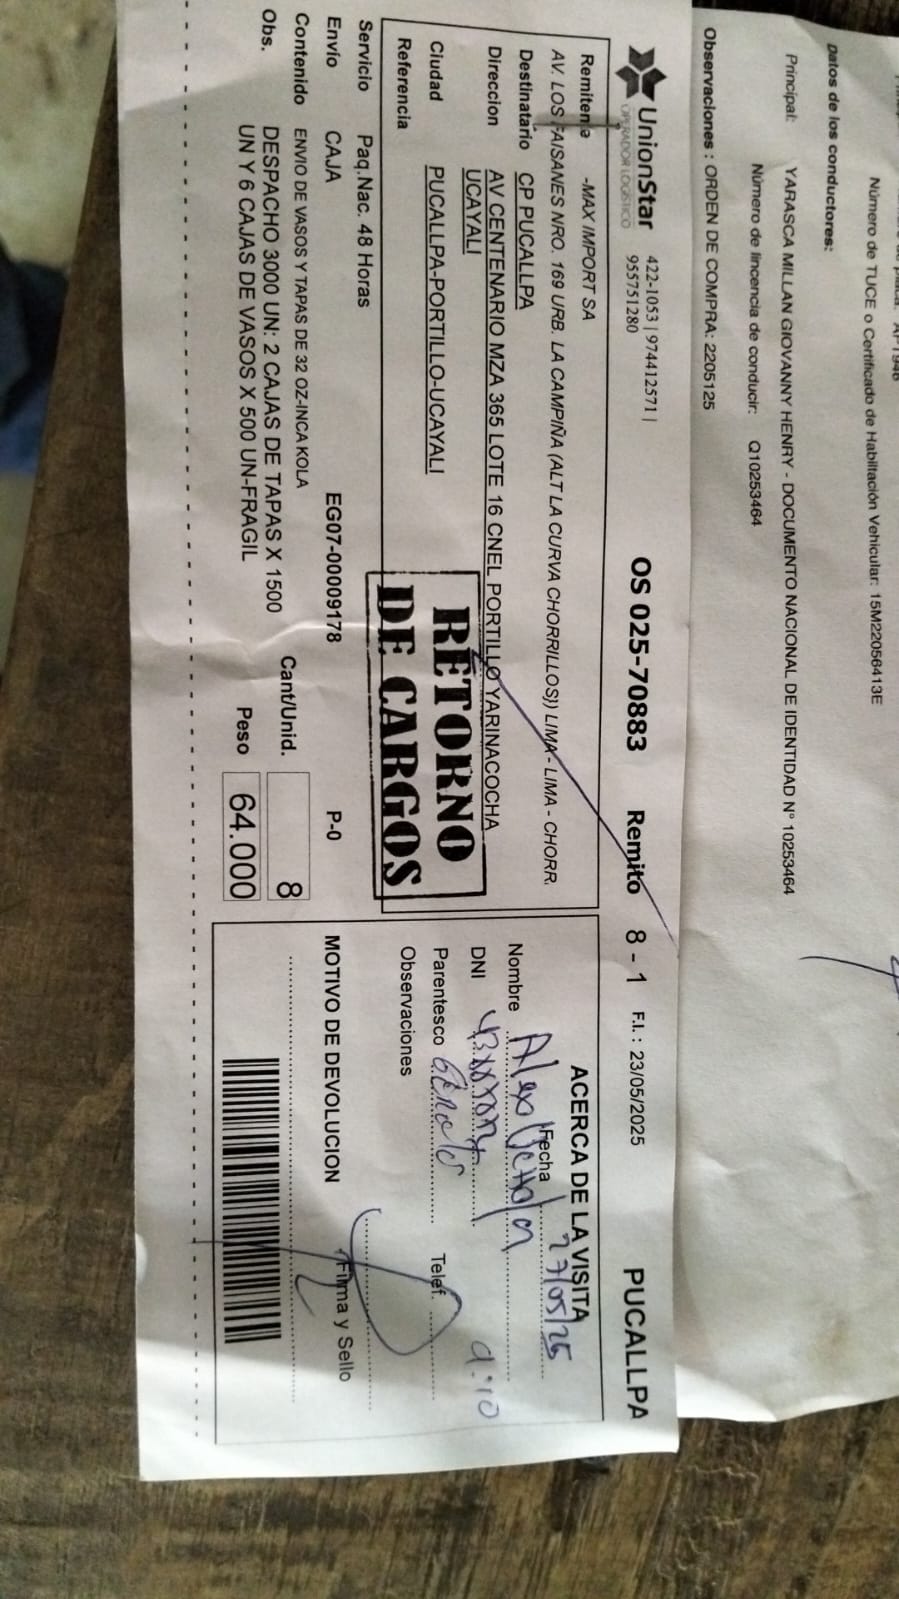 Datos de los conductores:
Número de TUCE o Certificado de Habilitación Vehicular: 15M22056413E
Principal: YARASCA MILLAN GIOVANNY HENRY - DOCUMENTO NACIONAL DE IDENTIDAD N° 10253464
Número de lincencia de conducir: Q10253464
Observaciones : ORDEN DE COMPRA: 2205125
UnionStar 422-1053 | 974412571 | OS 025-70883 Remito 8 - 1 F.I.: 23/05/2025 PUCALLPA
OPERADOR LOGÍSTICO 955751280
Remitente -MAX IMPORT SA
AV. LOS FAISANES NRO. 169 URB. LA CAMPIÑA (ALT LA CURVA CHORRILLOS)) LIMA - LIMA - CHORR.
Destinatario CP PUCALLPA
Direccion AV CENTENARIO MZA 365 LOTE 16 CNEL PORTILLO YARINACOCHA
UCAYALI
Ciudad PUCALLPA-PORTILLO-UCAYALI
Referencia
RETORNO
DE CARGOS
Servicio Paq.Nac. 48 Horas
Envío CAJA EG07-00009178 P-0
Contenido ENVIO DE VASOS Y TAPAS DE 32 OZ-INCA KOLA
Obs. DESPACHO 3000 UN: 2 CAJAS DE TAPAS X 1500
UN Y 6 CAJAS DE VASOS X 500 UN-FRAGIL
Cant/Unid. 8
Peso 64.000
ACERCA DE LA VISITA
Fecha 27/05/25
Nombre Alex
DNI
9:10
Parentesco Telef.
Observaciones
Firma y Sello
MOTIVO DE DEVOLUCION